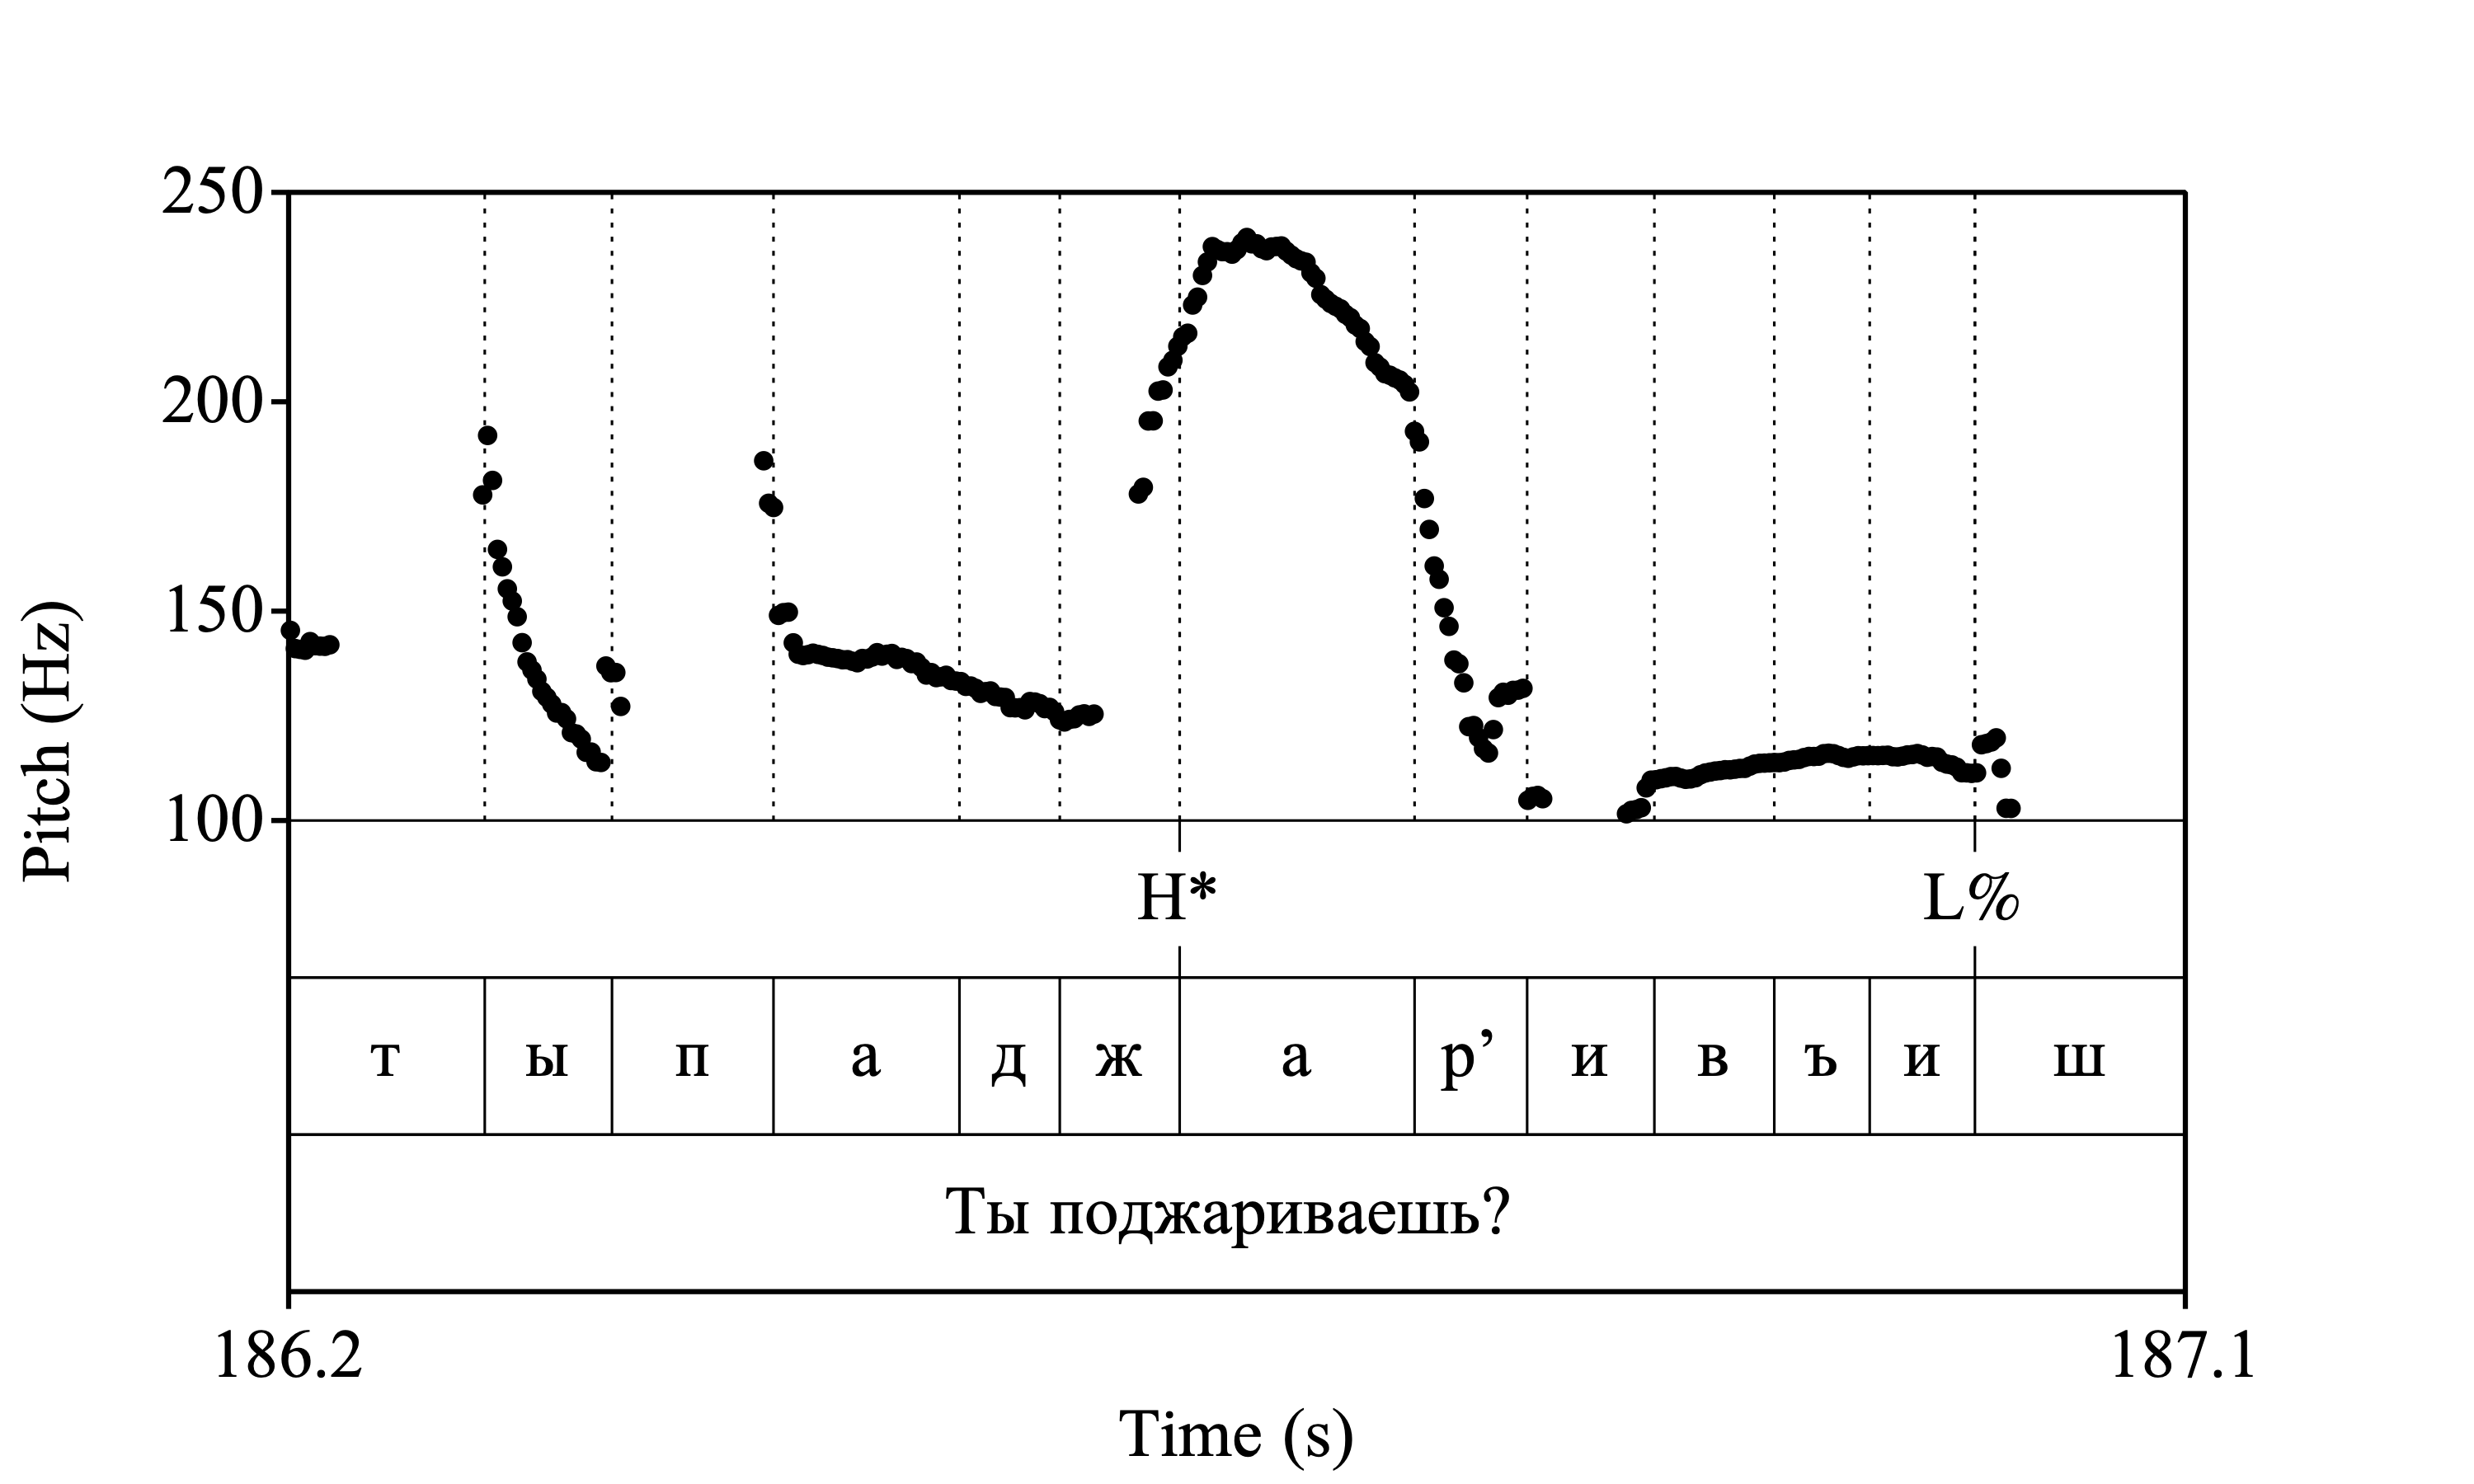 250
200
150
100
Pitch (Hz)
H* L%
т ы п а д ж а р’ и в ъ и ш
Ты поджариваешь?
186.2 187.1
Time (s)